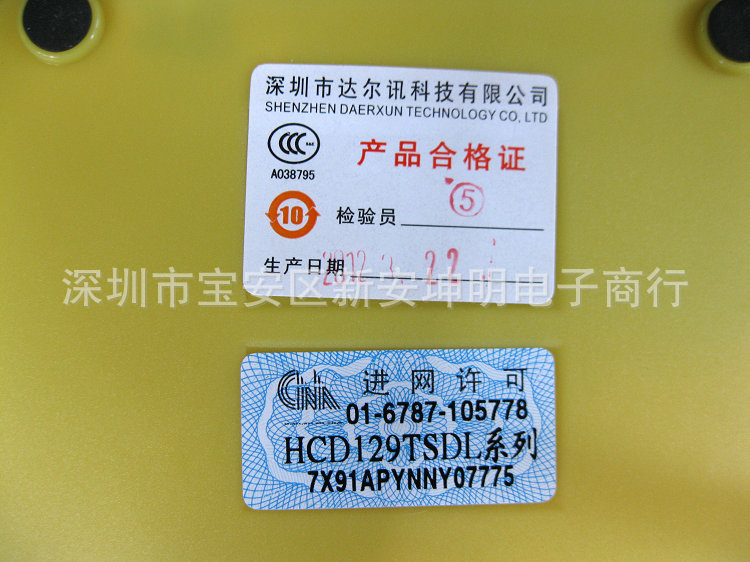 深圳市达尔讯科技有限公司
SHENZHEN DAERXUN TECHNOLOGY CO, LTD
CCC
A038795
产品合格证
10
检验员
5
生产日期
22
深圳市宝安区新安坤明电子商行
进网许可
01-6787-105778
HCD129TSDL系列
7X91APYNNY07775